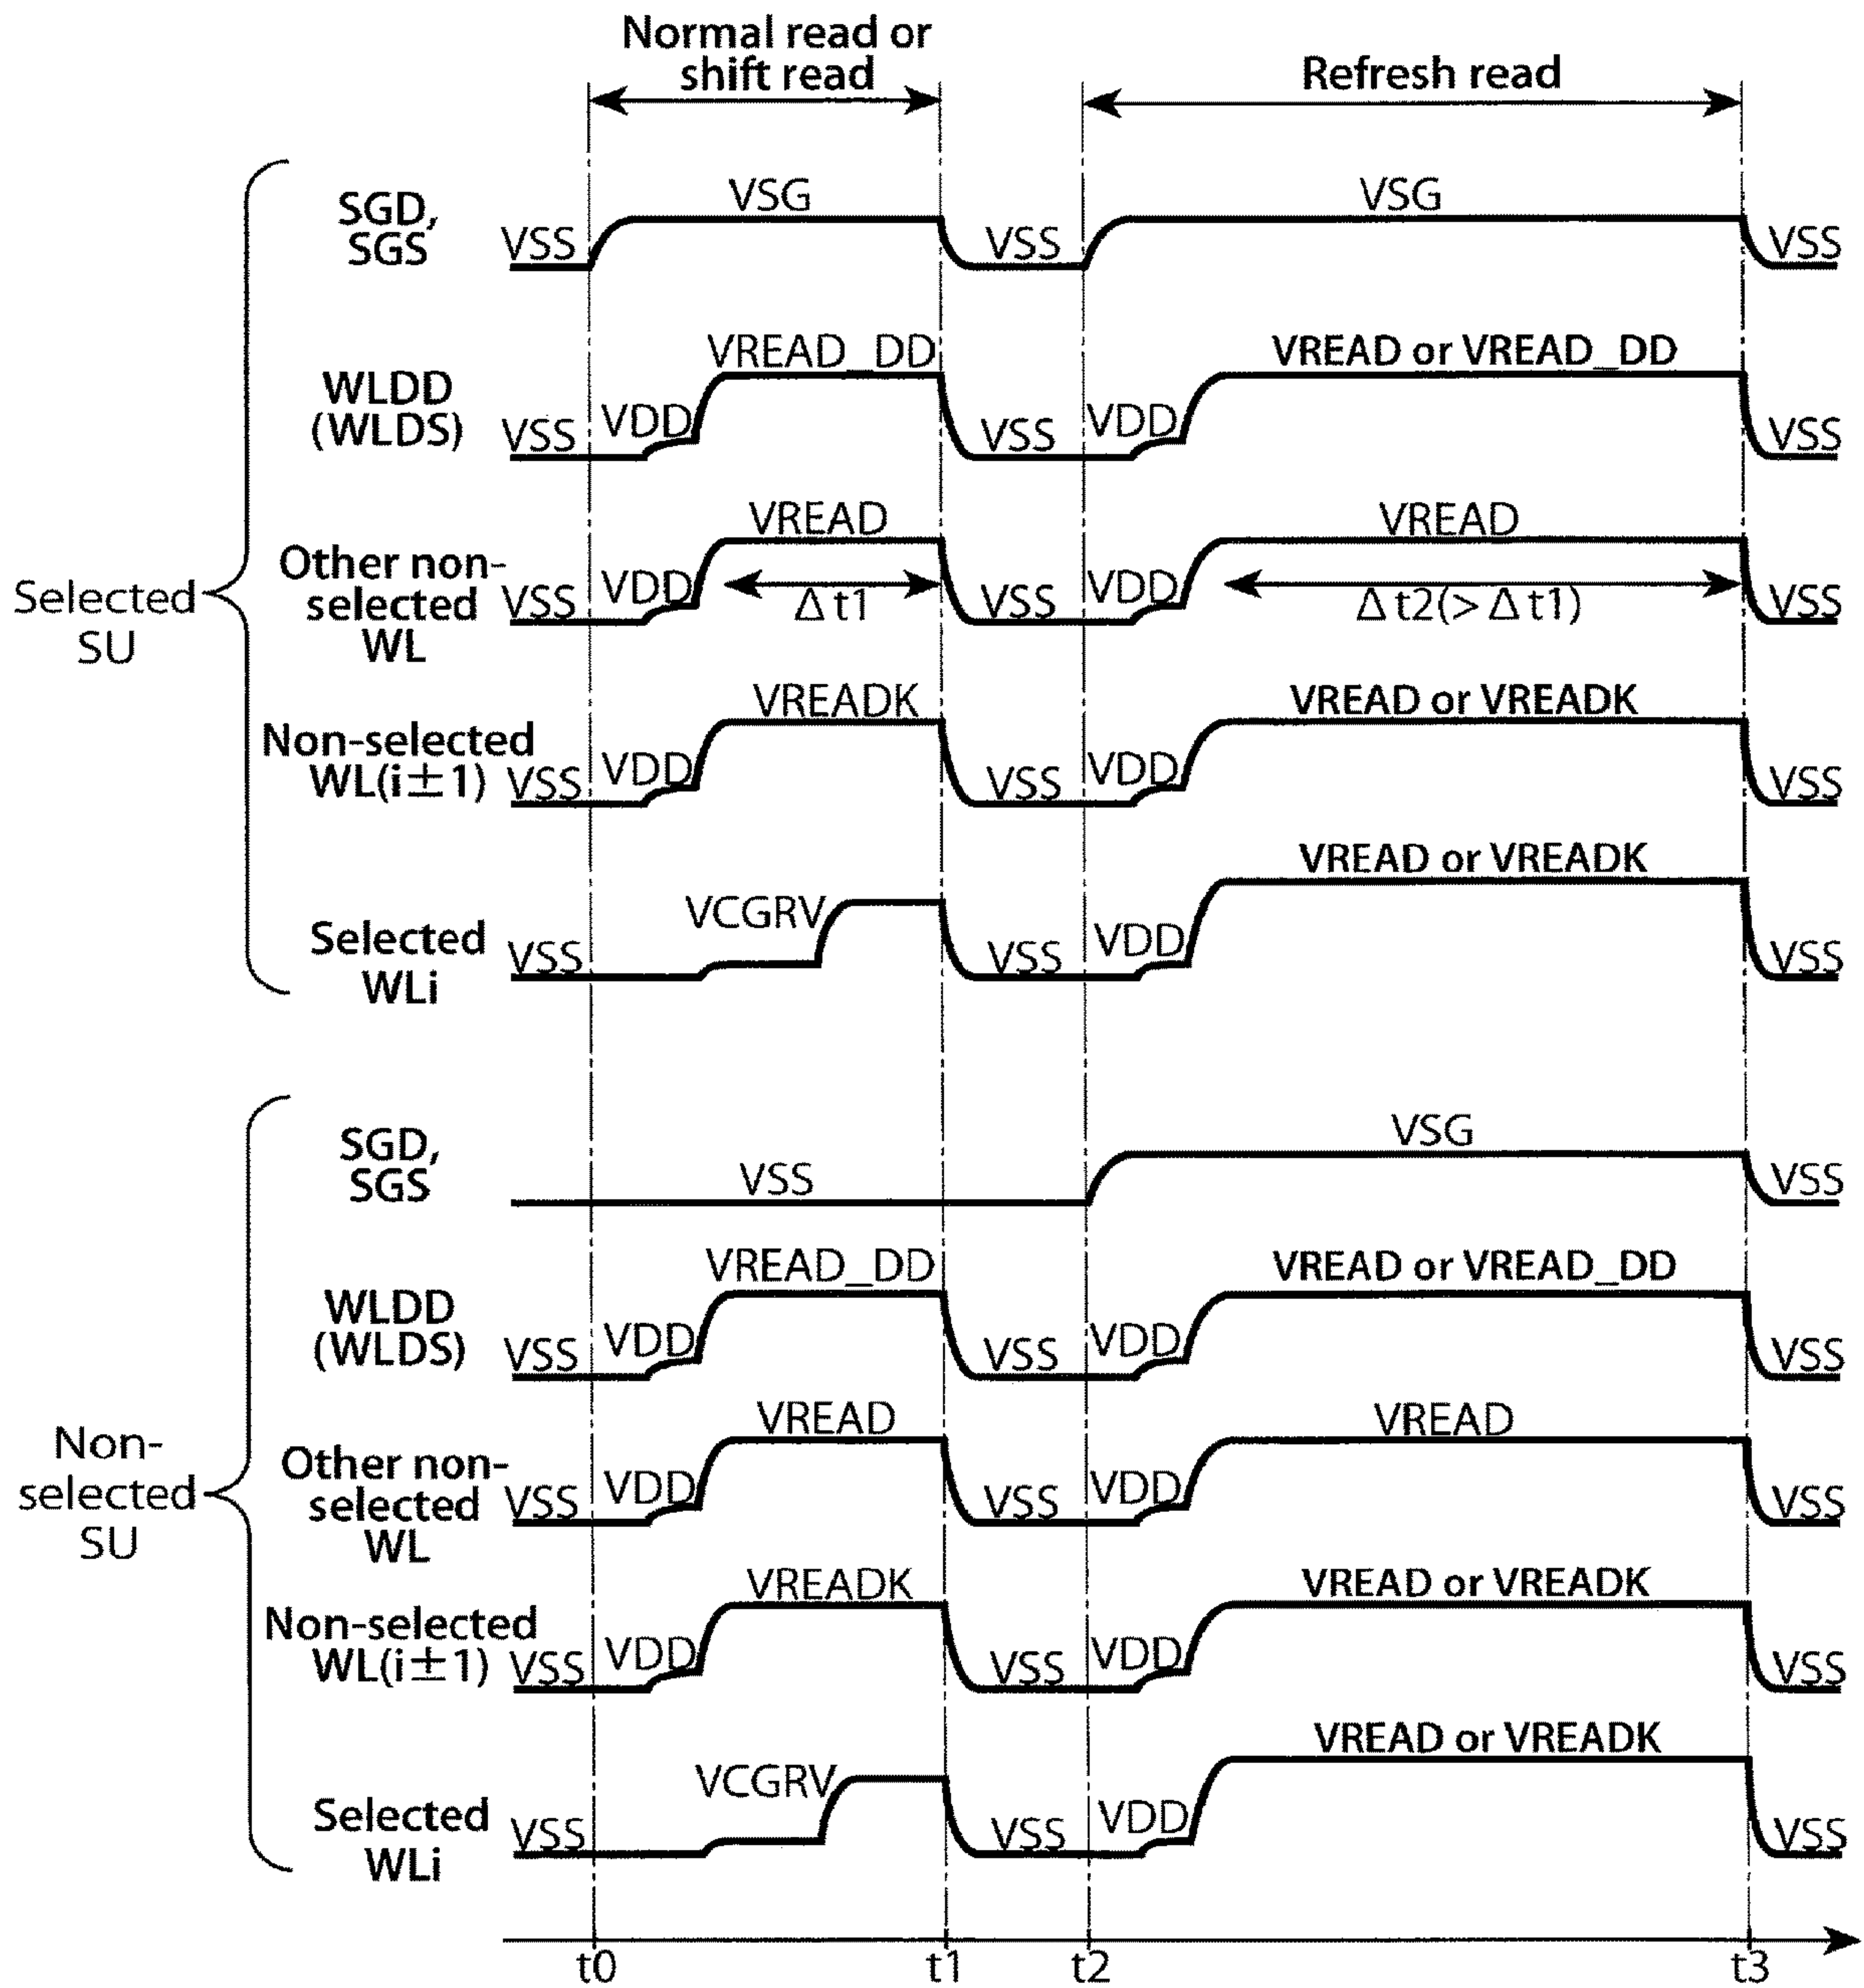 Normal read or
shift read
Refresh read
Selected
SU
SGD,
SGS
VSS
VSG
VSS
VSG
VSS
WLDD
(WLDS)
VSS
VDD
VREAD_DD
VSS
VDD
VREAD or VREAD_DD
VSS
Other non-
selected
WL
VSS
VDD
VREAD
Δt1
VSS
VDD
VREAD
Δt2(>Δt1)
VSS
Non-selected
WL(i±1)
VSS
VDD
VREADK
VSS
VDD
VREAD or VREADK
VSS
Selected
WLi
VSS
VCGRV
VSS
VDD
VREAD or VREADK
VSS
Non-
selected
SU
SGD,
SGS
VSS
VSG
VSS
WLDD
(WLDS)
VSS
VDD
VREAD_DD
VSS
VDD
VREAD or VREAD_DD
VSS
Other non-
selected
WL
VSS
VDD
VREAD
VSS
VDD
VREAD
VSS
Non-selected
WL(i±1)
VSS
VDD
VREADK
VSS
VDD
VREAD or VREADK
VSS
Selected
WLi
VSS
VCGRV
VSS
VDD
VREAD or VREADK
VSS
t0
t1
t2
t3